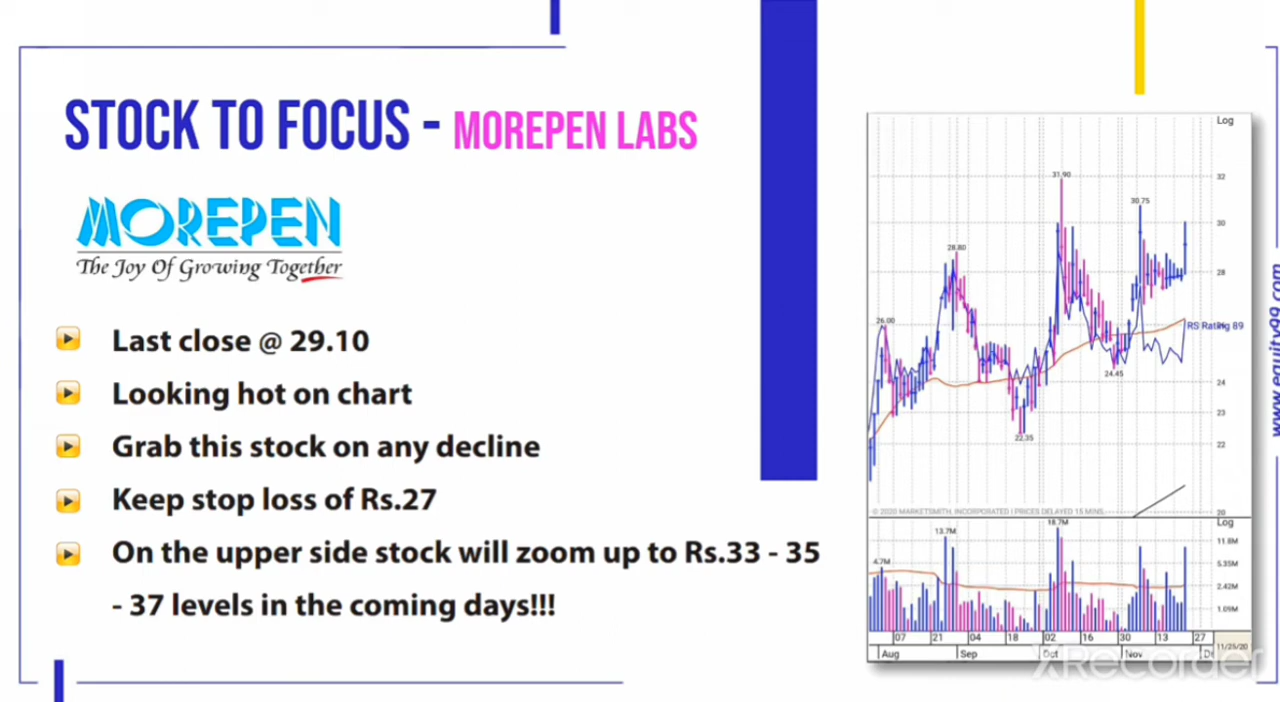 STOCK TO FOCUS - MOREPEN LABS
MOREPEN
The Joy Of Growing Together
Last close @ 29.10
Looking hot on chart
Grab this stock on any decline
Keep stop loss of Rs.27
On the upper side stock will zoom up to Rs.33 - 35
- 37 levels in the coming days!!!
Log
31.90
32
30.75
30
28.80
28
26.00
RS Rating 89
24.45
24
23
22.35
22
20
© 2020 MARKETSMITH, INCORPORATED | PRICES DELAYED 15 MINS.
Log
18.7M
13.7M
11.8M
4.7M
5.35M
2.42M
1.09M
07 21 04 18 02 16 30 13 27
Aug Sep Oct Nov
11/25/20
XRecorder
www.equity99.com